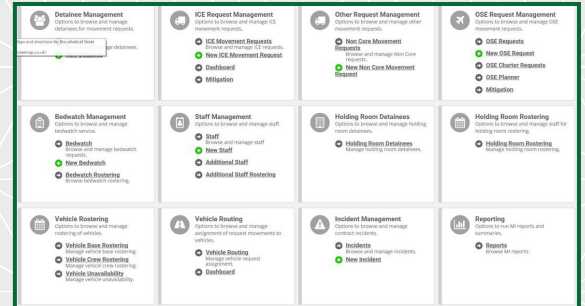 Detainee Management
Options to browse and manage
detainees for movement requests.
detainees.
ICE Request Management
Options to browse and manage
movement requests.
ICE Movement Requests
Browse and manage ICE requests.
New ICE Movement Request
Dashboard
Mitigation
Other Request Management
Options to browse and manage other
movement requests.
Non Core Movement
Requests
Browse and manage Non Core
requests.
New Non Core Movement
Request
OSE Request Management
Options to browse and manage OSE
movement requests.
OSE Requests
New OSE Request
OSE Charter Requests
OSE Planner
Mitigation
Bedwatch Management
Options to browse and manage
bedwatch service.
Bedwatch
Browse and manage bedwatch
requests.
New Bedwatch
Bedwatch Rostering
Browse bedwatch rostering.
Staff Management
Options to browse and manage staff.
Staff
Browse and manage staff
New Staff
Additional Staff
Additional Staff Rostering
Holding Room Detainees
Options to browse and manage holding
room detainees.
Holding Room Detainees
Manage holding room detainees.
Holding Room Rostering
Options to browse and manage staff for
holding room rostering.
Holding Room Rostering
Manage holding room rostering.
Vehicle Rostering
Options to browse and manage
rostering of vehicles.
Vehicle Base Rostering
Manage vehicle base rostering.
Vehicle Crew Rostering
Manage vehicle crew rostering.
Vehicle Unavailability
Manage vehicle unavailability.
Vehicle Routing
Options to browse and manage
assignment of request movements to
vehicles.
Vehicle Routing
Manage vehicle request
assignment.
Dashboard
Incident Management
Options to browse and manage
contract incidents.
Incidents
Browse and manage incidents.
New Incident
Reporting
Options to run MI reports and
summaries.
Reports
Browse MI reports.